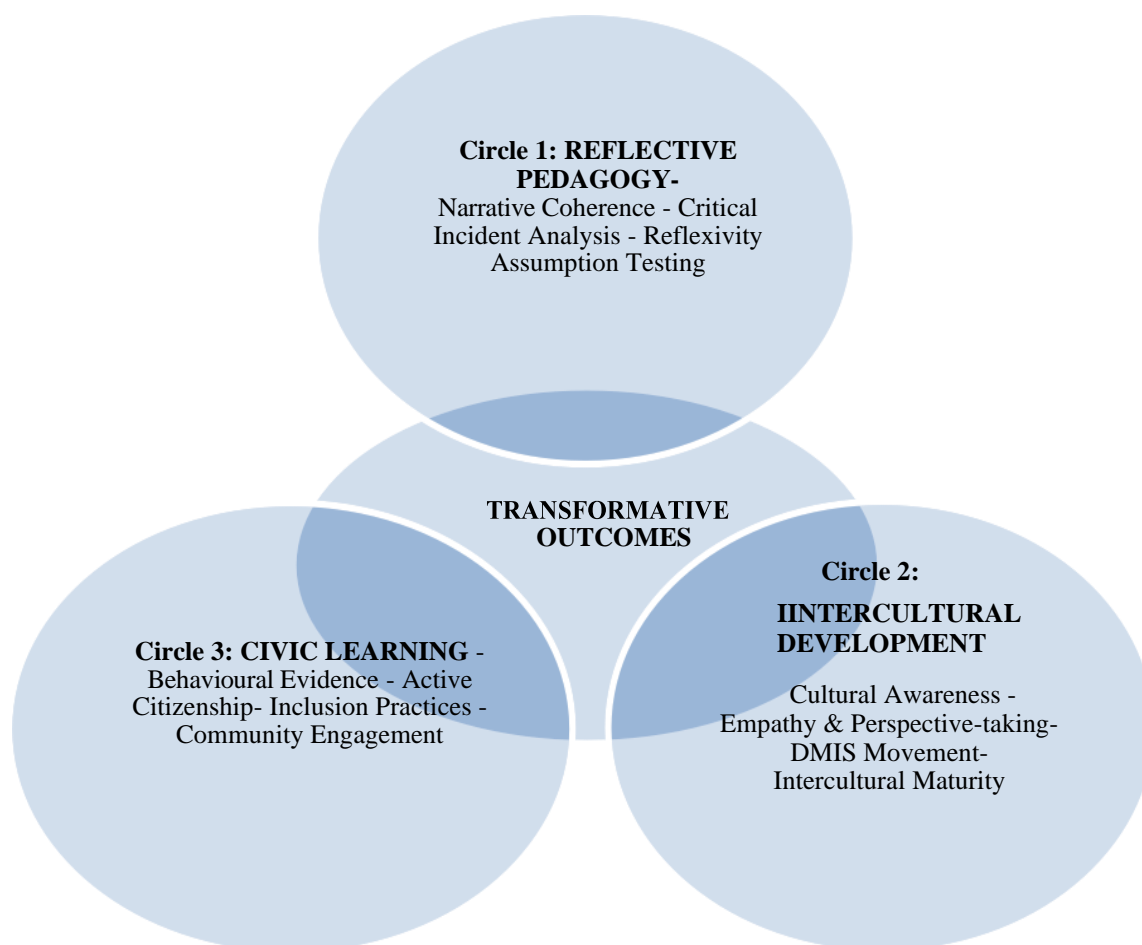 Circle 1: REFLECTIVE
PEDAGOGY-
Narrative Coherence - Critical
Incident Analysis - Reflexivity
Assumption Testing
TRANSFORMATIVE
OUTCOMES
Circle 2:
IINTERCULTURAL
DEVELOPMENT
Cultural Awareness -
Empathy & Perspective-taking-
DMIS Movement-
Intercultural Maturity
Circle 3: CIVIC LEARNING -
Behavioural Evidence - Active
Citizenship- Inclusion Practices -
Community Engagement